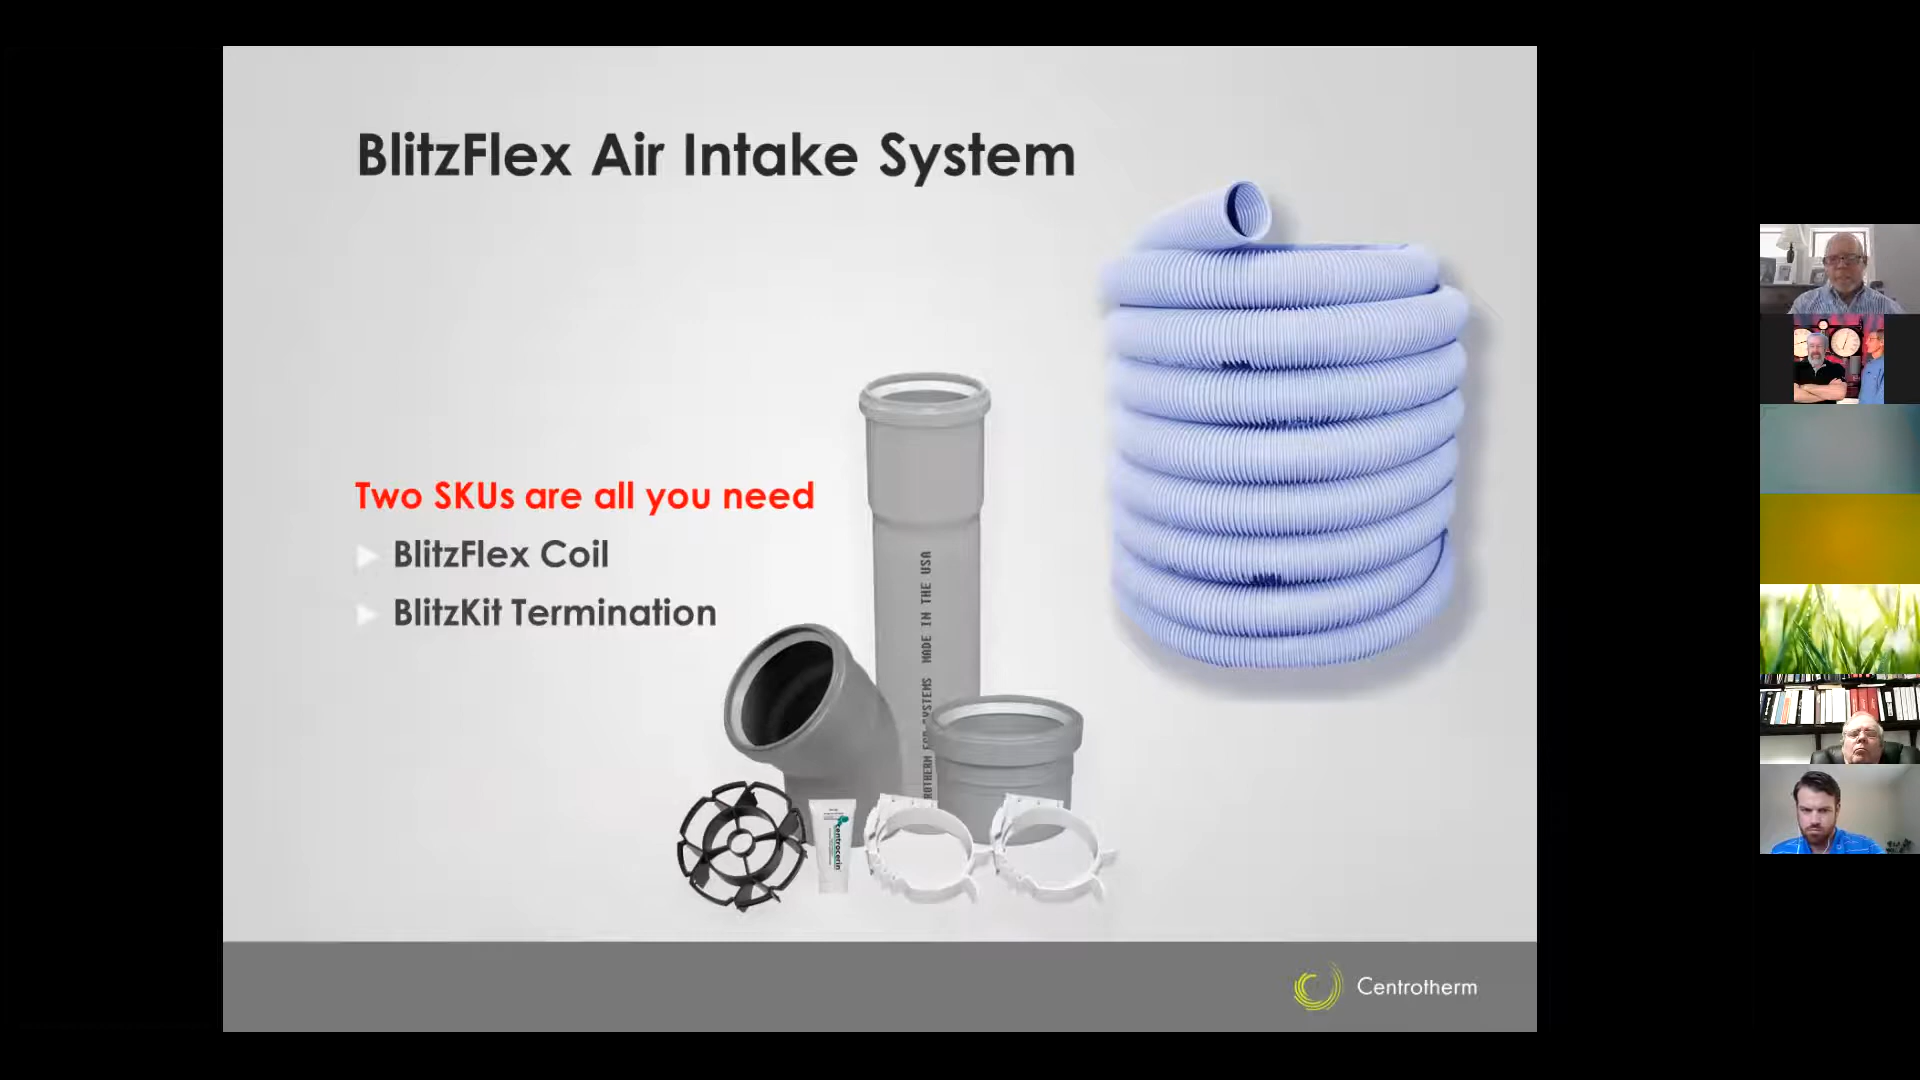 BlitzFlex Air Intake System
Two SKUs are all you need
BlitzFlex Coil
BlitzKit Termination
MADE IN THE USA
centrocerin
Centrotherm